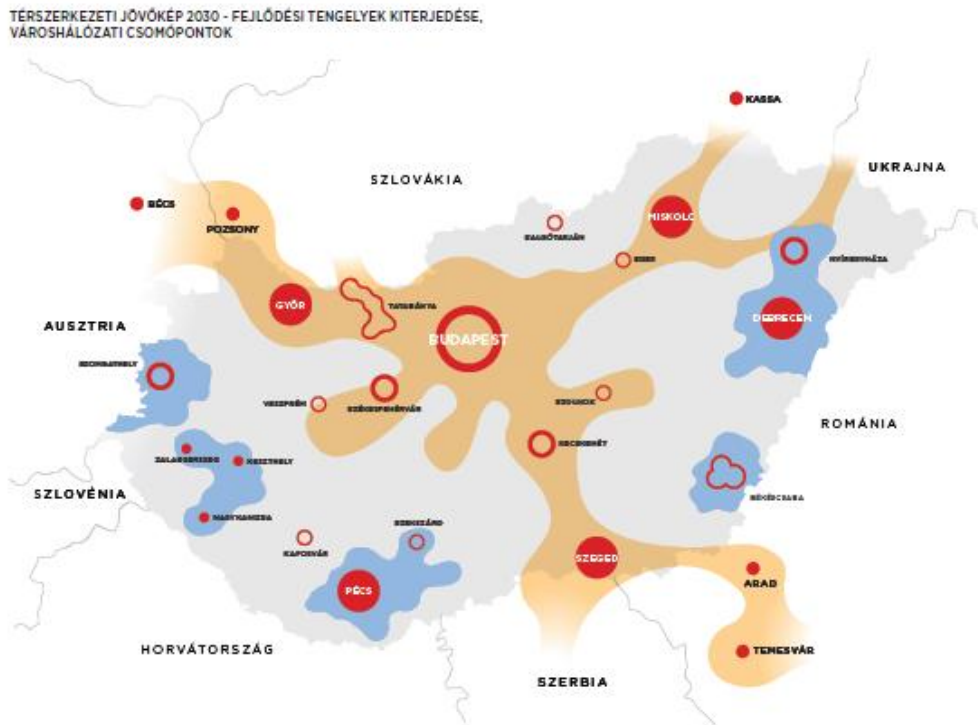 TÉRSZERKEZETI JÖVŐKÉP 2030 - FEJLŐDÉSI TENGELYEK KITERJEDÉSE,
VÁROSHÁLÓZATI CSOMÓPONTOK
KASSA
UKRAJNA
SZLOVÁKIA
BÉCS
POZSONY
MISKOLC
SALGÓTARJÁN
EGER
NYÍREGYHÁZA
GYŐR
TATABÁNYA
DEBRECEN
AUSZTRIA
BUDAPEST
SZOMBATHELY
VESZPRÉM
SZÉKESFEHÉRVÁR
SZOLNOK
ROMÁNIA
KECSKEMÉT
ZALAEGERSZEG
KESZTHELY
SZLOVÉNIA
BÉKÉSCSABA
NAGYKANIZSA
SZEKSZÁRD
KAPOSVÁR
SZEGED
ARAD
PÉCS
HORVÁTORSZÁG
TEMESVÁR
SZERBIA